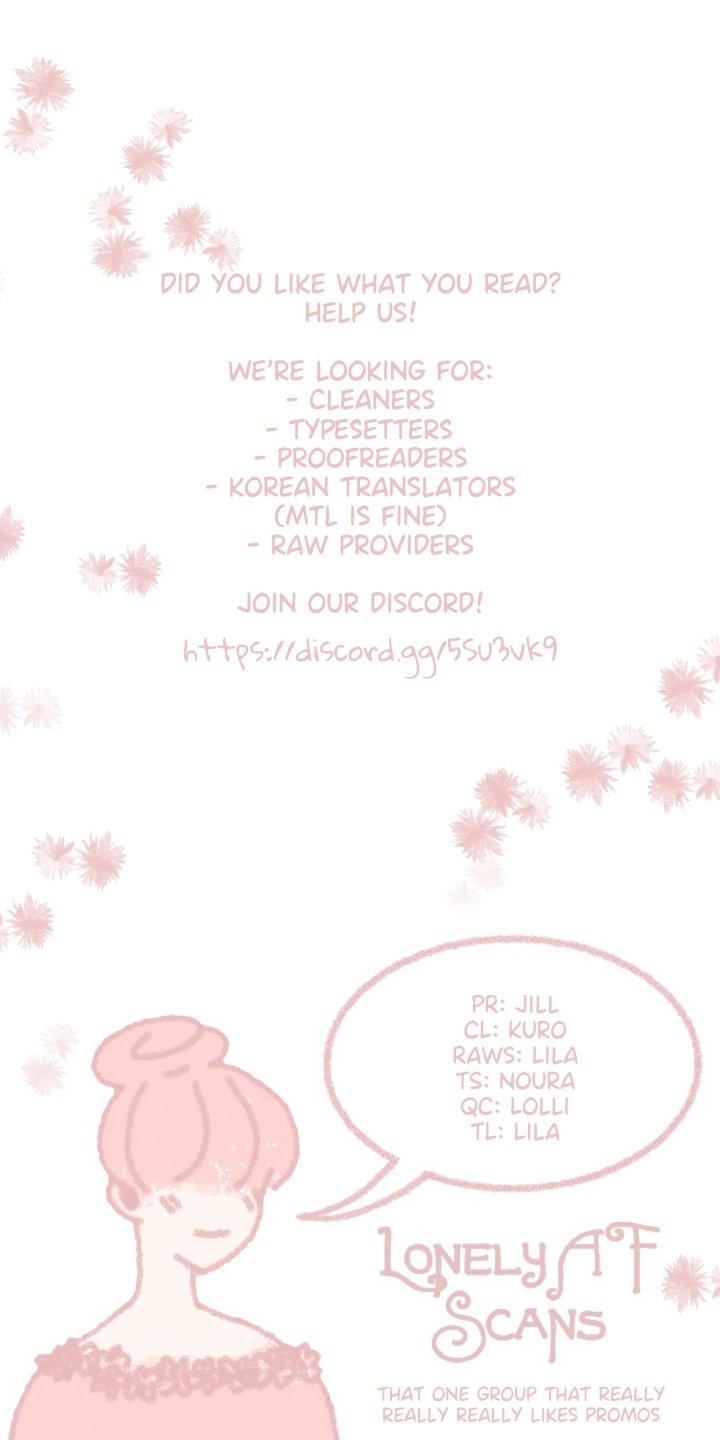 DID YOU LIKE WHAT YOU READ?
HELP US!
WE'RE LOOKING FOR:
- CLEANERS
- TYPESETTERS
- PROOFREADERS
- KOREAN TRANSLATORS
(MTL IS FINE)
- RAW PROVIDERS
JOIN OUR DISCORD!
https://discord.gg/5Su3vk9
PR: JILL
CL: KURO
RAWS: LILA
TS: NOURA
QC: LOLLI
TL: LILA
LONELY AF
SCANS
THAT ONE GROUP THAT REALLY
REALLY REALLY LIKES PROMOS